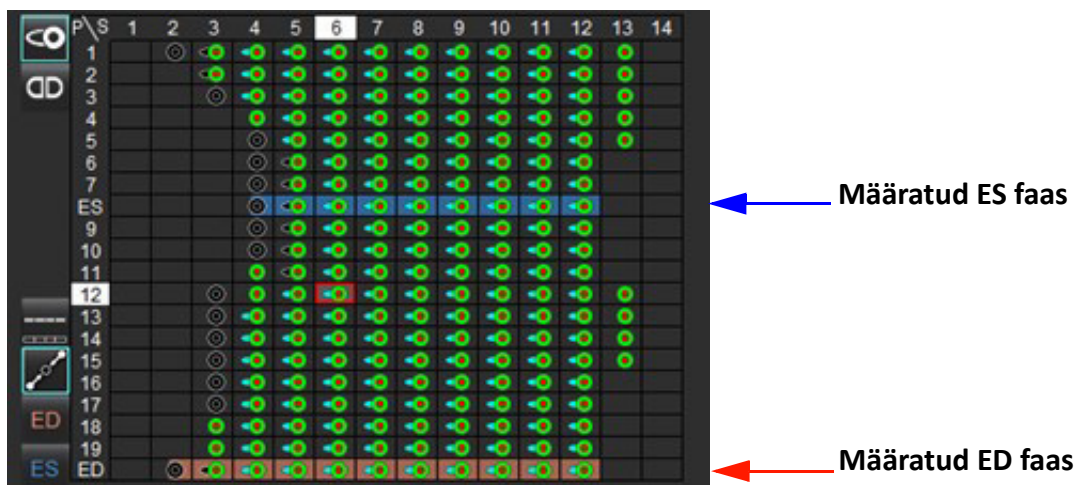 P\S 1 2 3 4 5 6 7 8 9 10 11 12 13 14
1
2
3
4
5
6
7
ES
9
10
11
12
13
14
15
16
17
18
19
ED
ED
ES
Määratud ES faas
Määratud ED faas